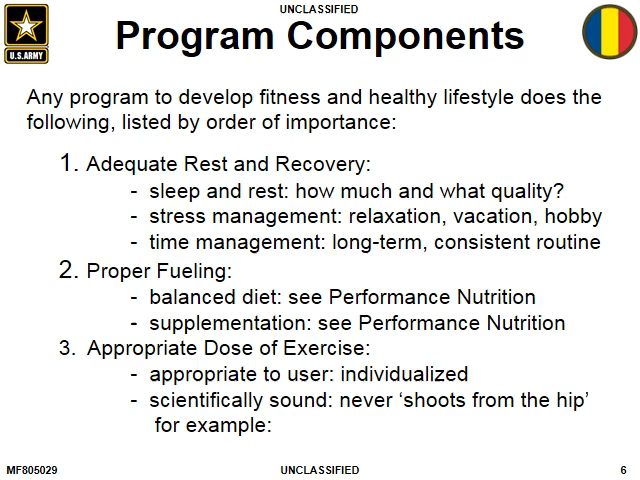 UNCLASSIFIED
Program Components
U.S.ARMY
Any program to develop fitness and healthy lifestyle does the
following, listed by order of importance:
1. Adequate Rest and Recovery:
- sleep and rest: how much and what quality?
- stress management: relaxation, vacation, hobby
- time management: long-term, consistent routine
2. Proper Fueling:
- balanced diet: see Performance Nutrition
- supplementation: see Performance Nutrition
3. Appropriate Dose of Exercise:
- appropriate to user: individualized
- scientifically sound: never ‘shoots from the hip’
for example:
MF805029 UNCLASSIFIED 6